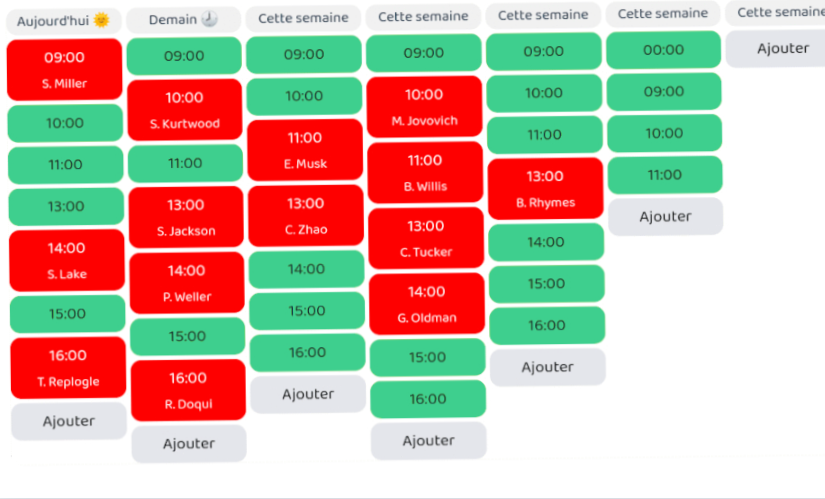 Aujourd'hui
09:00
S. Miller
10:00
11:00
13:00
14:00
S. Lake
15:00
16:00
T. Replogle
Ajouter
Demain
09:00
10:00
S. Kurtwood
11:00
13:00
S. Jackson
14:00
P. Weller
15:00
16:00
R. Doqui
Ajouter
Cette semaine
09:00
10:00
11:00
E. Musk
13:00
C. Zhao
14:00
15:00
16:00
Ajouter
Cette semaine
09:00
10:00
M. Jovovich
11:00
B. Willis
13:00
C. Tucker
14:00
G. Oldman
15:00
16:00
Ajouter
Cette semaine
09:00
10:00
11:00
13:00
B. Rhymes
14:00
15:00
16:00
Ajouter
Cette semaine
00:00
09:00
10:00
11:00
Ajouter
Cette semaine
Ajouter